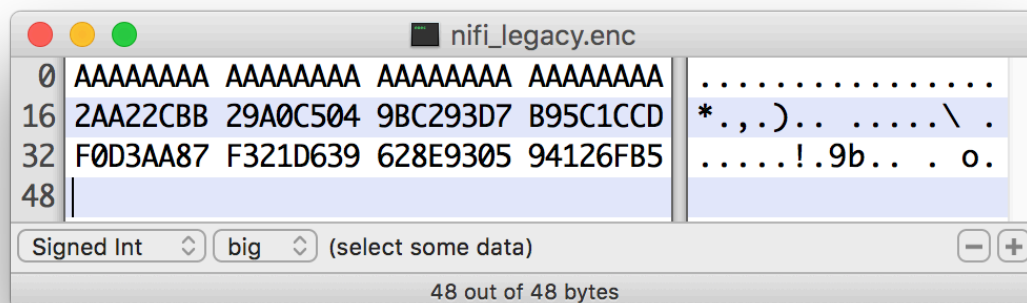 nifi_legacy.enc
0 AAAAAAAA AAAAAAAA AAAAAAAA AAAAAAAA ................
16 2AA22CBB 29A0C504 9BC293D7 B95C1CCD *.,.).. .....\ .
32 F0D3AA87 F321D639 628E9305 94126FB5 .....!.9b.. . o.
48
Signed Int big (select some data)
48 out of 48 bytes